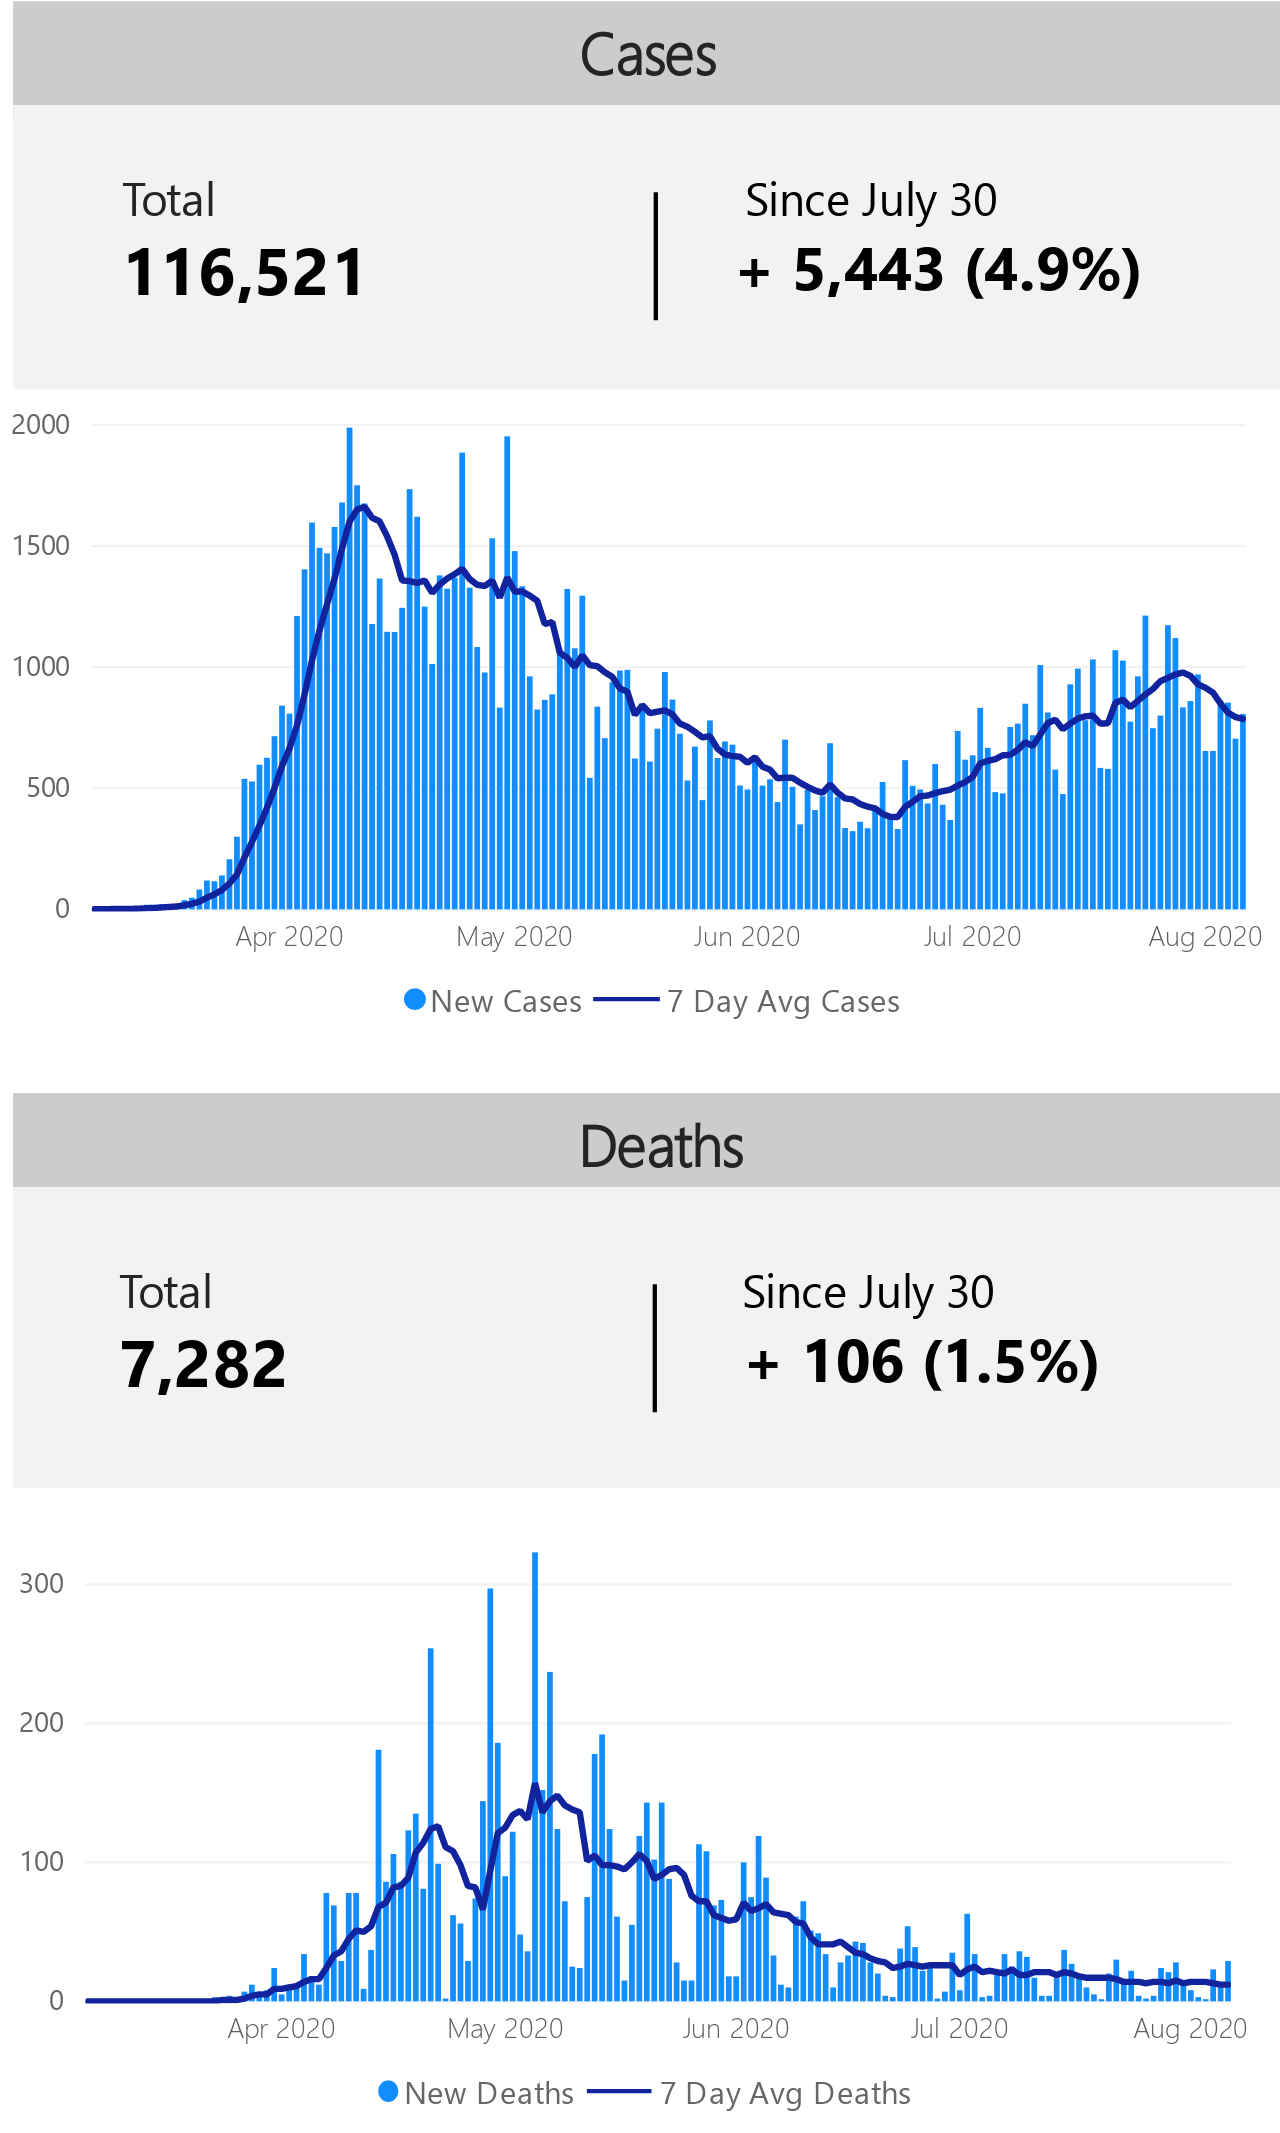 Cases
Total
Since July 30
116,521
+ 5,443 (4.9%)
2000
1500
1000
500
0
Apr 2020
May 2020
Jun 2020
Jul 2020
Aug 2020
New Cases
7 Day Avg Cases
Deaths
Total
Since July 30
7,282
+ 106 (1.5%)
300
200
100
0
Apr 2020
May 2020
Jun 2020
Jul 2020
Aug 2020
New Deaths
7 Day Avg Deaths